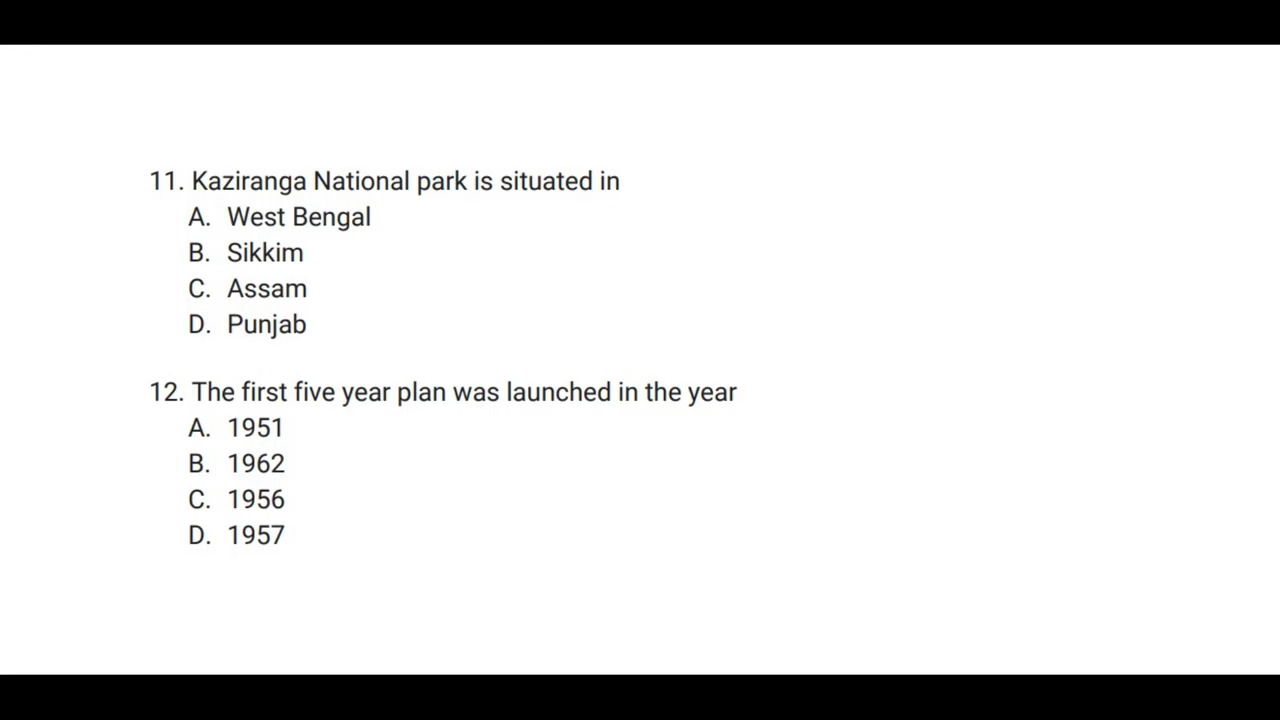 11. Kaziranga National park is situated in
A. West Bengal
B. Sikkim
C. Assam
D. Punjab
12. The first five year plan was launched in the year
A. 1951
B. 1962
C. 1956
D. 1957